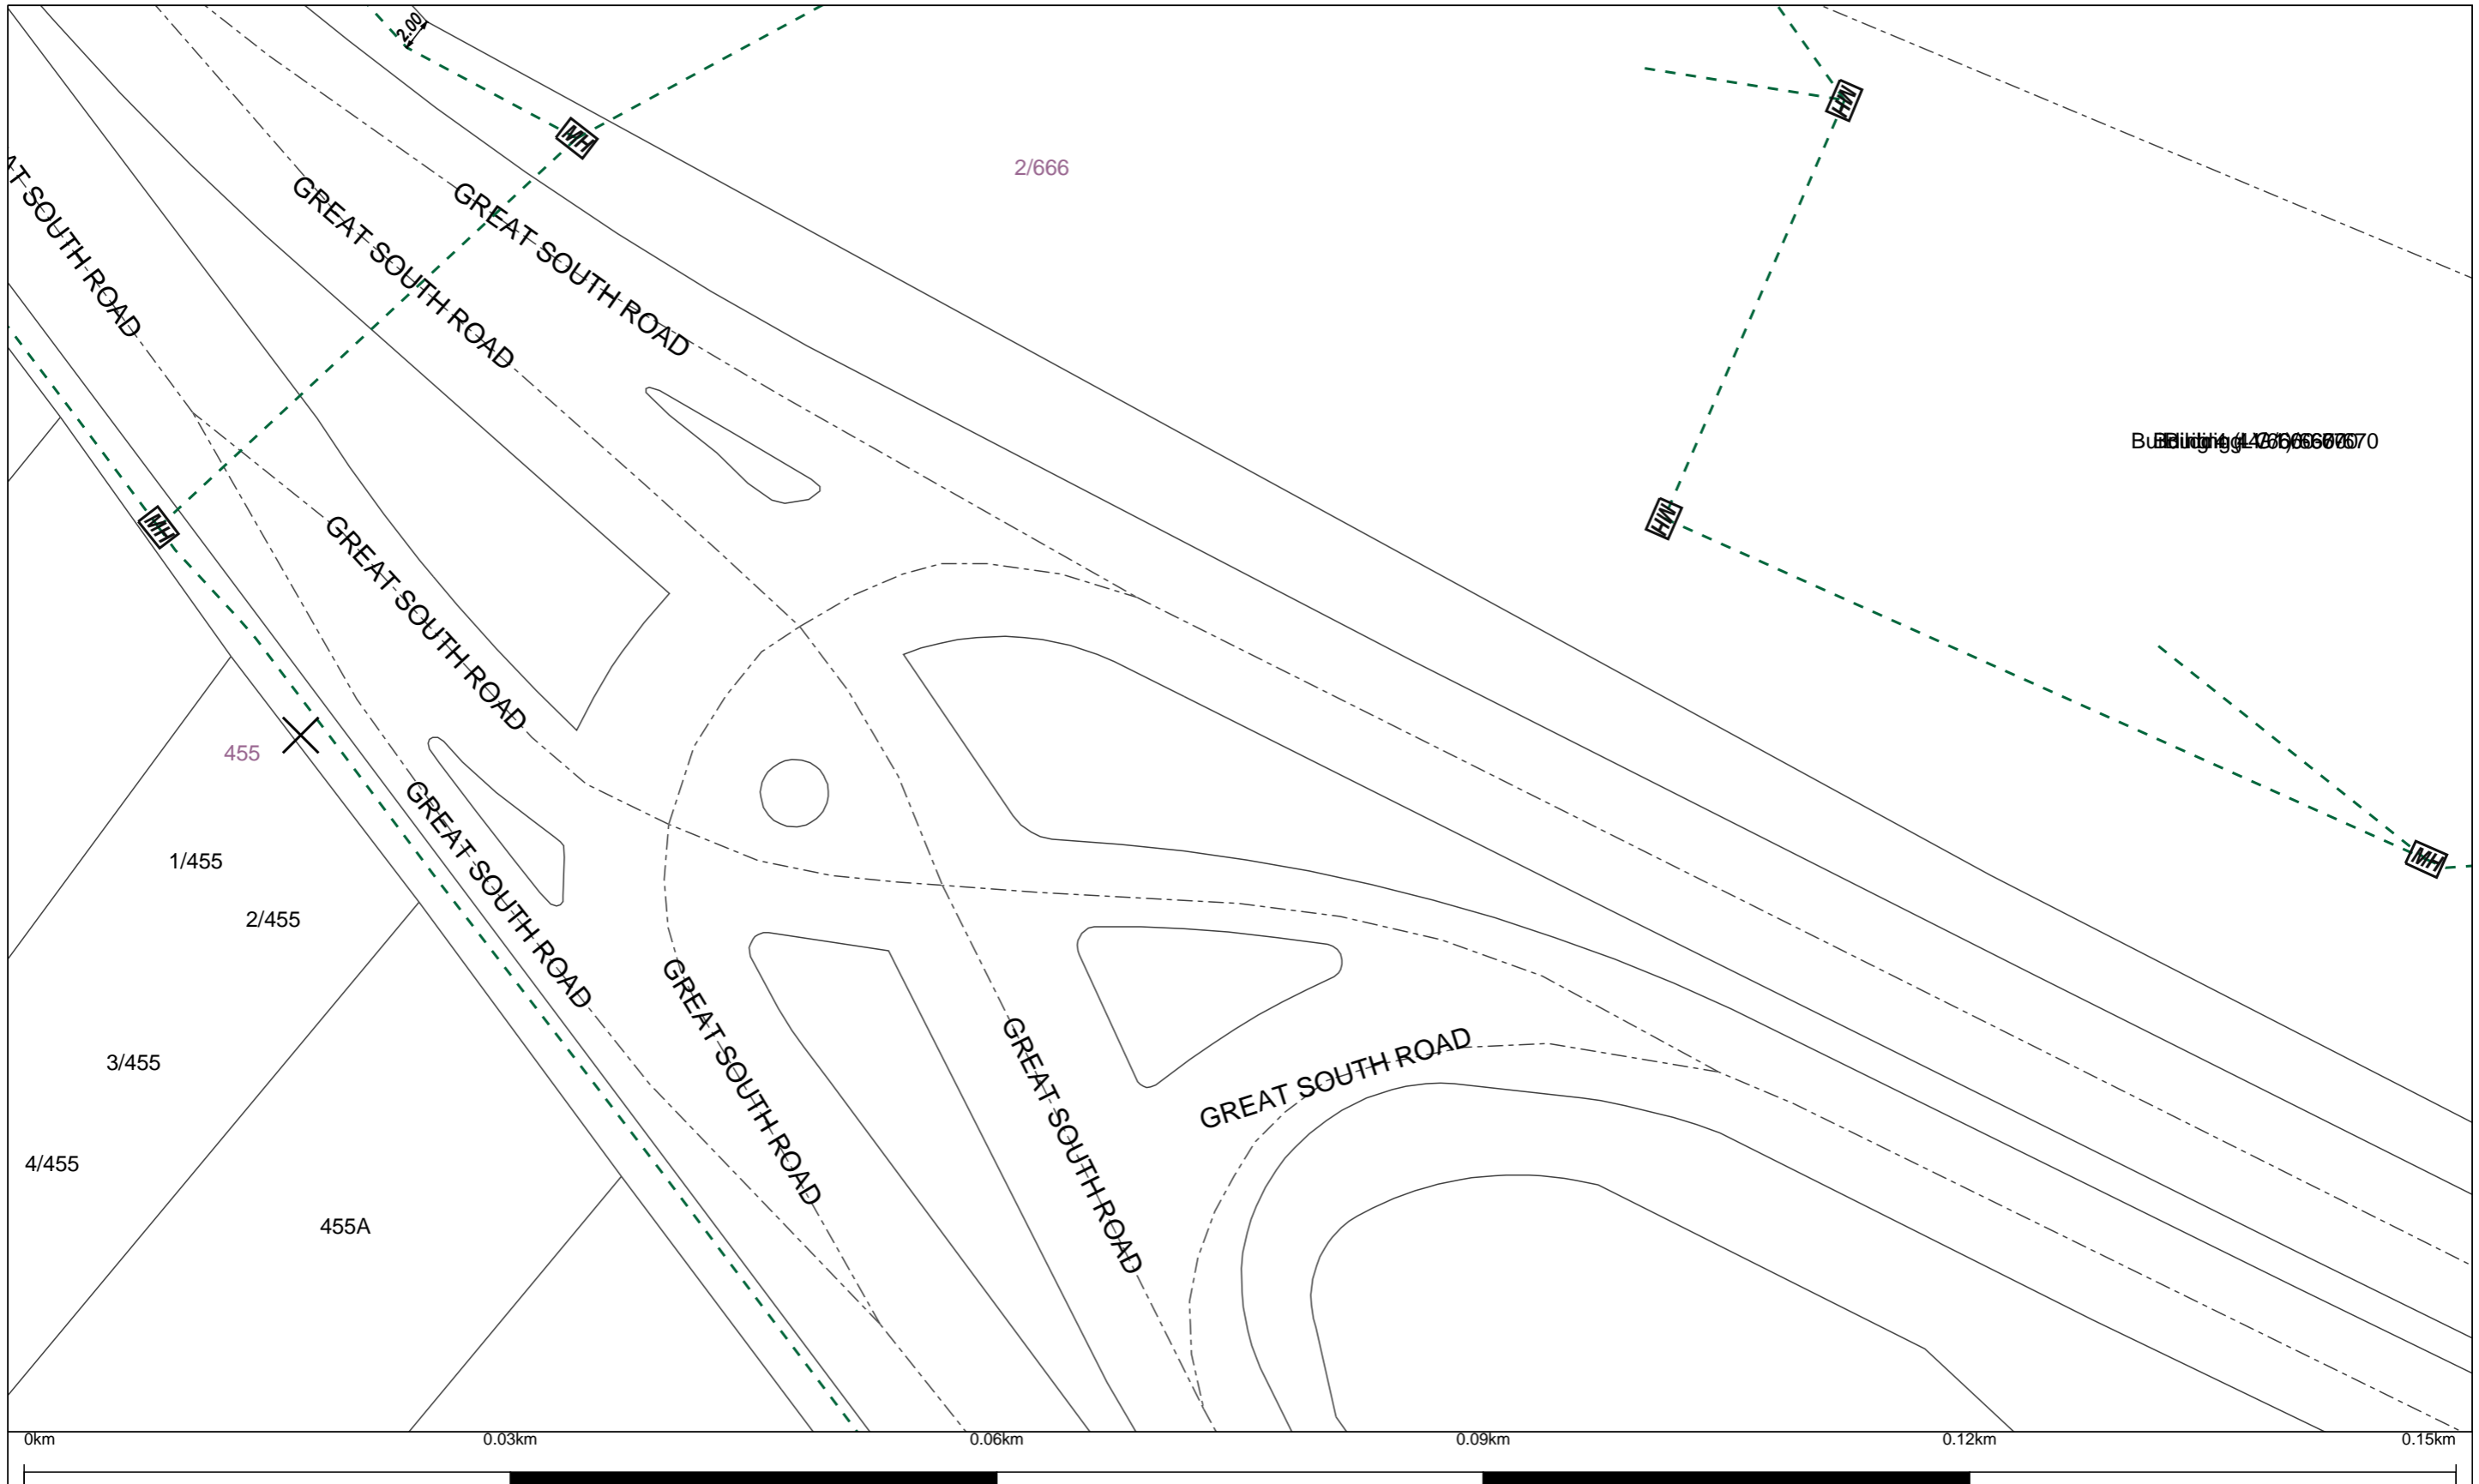 2.00
MH
MH
2/666
GREAT SOUTH ROAD
GREAT SOUTH ROAD
SOUTH ROAD
MH
MH
GREAT SOUTH ROAD
455
GREAT SOUTH ROAD
1/455
MH
2/455
GREAT SOUTH ROAD
GREAT SOUTH ROAD
GREAT SOUTH ROAD
3/455
4/455
455A
0km
0.03km
0.06km
0.09km
0.12km
0.15km